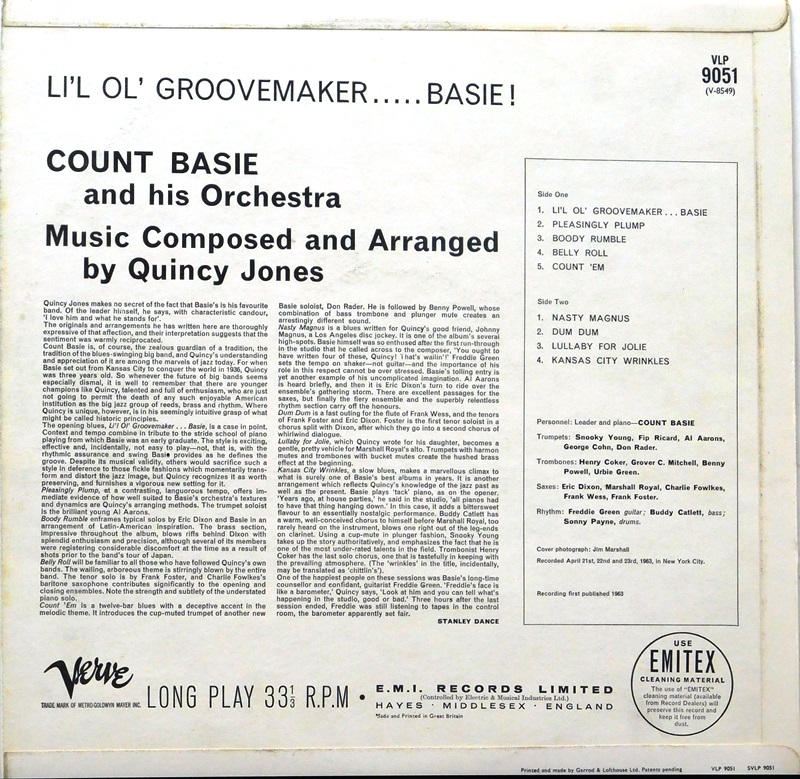 VLP
9051
(V-8549)
LI'L OL' GROOVEMAKER.....BASIE!
COUNT BASIE
and his Orchestra
Music Composed and Arranged
by Quincy Jones
Quincy Jones makes no secret of the fact that Basie's is his favourite
band. Of the leader himself, he says, with characteristic candour,
'I love him and what he stands for'.
The originals and arrangements he has written here are thoroughly
expressive of that affection, and their interpretation suggests that the
sentiment was warmly reciprocated.
Count Basie is, of course, the zealous guardian of a tradition, the
tradition of the blues-swinging big band, and Quincy's understanding
and appreciation of it are among the marvels of jazz today. For when
Basie set out from Kansas City to conquer the world in 1936, Quincy
was three years old. So whenever the future of big bands seems
especially dismal, it is well to remember that there are younger
champions like Quincy, talented and full of enthusiasm, who are just
not going to permit the death of any such enjoyable American
institution as the big jazz group of reeds, brass and rhythm. Where
Quincy is unique, however, is in his seemingly intuitive grasp of what
might be called historic principles.
The opening blues, Li'l Ol' Groovemaker . . . Basie, is a case in point.
Context and tempo combine in tribute to the stride school of piano
playing from which Basie was an early graduate. The style is exciting,
effective and, incidentally, not easy to play—not, that is, with the
rhythmic assurance and swing Basie provides as he defines the
groove. Despite its musical validity, others would sacrifice such a
style in deference to those fickle fashions which momentarily trans-
form and distort the jazz image, but Quincy recognizes it as worth
preserving, and furnishes a vigorous new setting for it.
Pleasingly Plump, at a contrasting, languorous tempo, offers im-
mediate evidence of how well suited to Basie's orchestra's textures
and dynamics are Quincy's arranging methods. The trumpet soloist
is the brilliant young Al Aarons.
Boody Rumble enframes typical solos by Eric Dixon and Basie in an
arrangement of Latin-American inspiration. The brass section,
impressive throughout the album, blows riffs behind Dixon with
splendid enthusiasm and precision, although several of its members
were registering considerable discomfort at the time as a result of
shots prior to the band's tour of Japan.
Belly Roll will be familiar to all those who have followed Quincy's own
bands. The wailing, arboreous theme is stirringly blown by the entire
band. The tenor solo is by Frank Foster, and Charlie Fowlkes's
baritone saxophone contributes significantly to the opening and
closing ensembles. Note the strength and subtlety of the understated
piano solo.
Count 'Em is a twelve-bar blues with a deceptive accent in the
melodic theme. It introduces the cup-muted trumpet of another new
Basie soloist, Don Rader. He is followed by Benny Powell, whose
combination of bass trombone and plunger mute creates an
arrestingly different sound.
Nasty Magnus is a blues written for Quincy's good friend, Johnny
Magnus, a Los Angeles disc jockey. It is one of the album's several
high-spots. Basie himself was so enthused after the first run-through
in the studio that he called across to the composer, 'You ought to
have written four of these, Quincy! That's wailin'!' Freddie Green
sets the tempo on shaker—not guitar—and the importance of his
role in this respect cannot be over stressed. Basie's tolling entry is
yet another example of his uncomplicated imagination. Al Aarons
is heard briefly, and then it is Eric Dixon's turn to ride over the
ensemble's gathering storm. There are excellent passages for the
saxes, but finally the fiery ensemble and the superbly relentless
rhythm section carry off the honours.
Dum Dum is a fast outing for the flute of Frank Wess, and the tenors
of Frank Foster and Eric Dixon. Foster is the first tenor soloist in a
chorus split with Dixon, after which they go into a second chorus of
whirlwind dialogue.
Lullaby for Jolie, which Quincy wrote for his daughter, becomes a
gentle, pretty vehicle for Marshall Royal's alto. Trumpets with harmon
mutes and trombones with bucket mutes create the hushed brass
effect at the beginning.
Kansas City Wrinkles, a slow blues, makes a marvellous climax to
what is surely one of Basie's best albums in years. It is another
arrangement which reflects Quincy's knowledge of the jazz past as
well as the present. Basie plays 'tack' piano, as on the opener.
'Years ago, at house parties,' he said in the studio, 'all pianos had
to have that thing hanging down.' In this case, it adds a bittersweet
flavour to an essentially nostalgic performance. Buddy Catlett has
a warm, well-conceived chorus to himself before Marshall Royal, too
rarely heard on the instrument, blows one right out of the leg-ends
on clarinet. Using a cup-mute in plunger fashion, Snooky Young
takes up the story authoritatively, and emphasizes the fact that he is
one of the most under-rated talents in the field. Trombonist Henry
Coker has the last solo chorus, one that is tastefully in keeping with
the prevailing atmosphere. (The 'wrinkles' in the title, incidentally,
may be translated as 'chittlin's').
One of the happiest people on these sessions was Basie's long-time
counsellor and confidant, guitarist Freddie Green. 'Freddie's face is
like a barometer,' Quincy says, 'Look at him and you can tell what's
happening in the studio, good or bad.' Three hours after the last
session ended, Freddie was still listening to tapes in the control
room, the barometer apparently set fair.
STANLEY DANCE
Side One
1. LI'L OL' GROOVEMAKER...BASIE
2. PLEASINGLY PLUMP
3. BOODY RUMBLE
4. BELLY ROLL
5. COUNT 'EM
Side Two
1. NASTY MAGNUS
2. DUM DUM
3. LULLABY FOR JOLIE
4. KANSAS CITY WRINKLES
Personnel: Leader and piano—COUNT BASIE
Trumpets: Snooky Young, Fip Ricard, Al Aarons,
George Cohn, Don Rader.
Trombones: Henry Coker, Grover C. Mitchell, Benny
Powell, Urbie Green.
Saxes: Eric Dixon, Marshall Royal, Charlie Fowlkes,
Frank Wess, Frank Foster.
Rhythm: Freddie Green guitar; Buddy Catlett, bass;
Sonny Payne, drums.
Cover photograph: Jim Marshall
Recorded April 21st, 22nd and 23rd, 1963, in New York City.
Recording first published 1963
Verve
TRADE MARK OF METRO-GOLDWYN MAYER INC.
LONG PLAY 33⅓ R.P.M •
E.M.I. RECORDS LIMITED
(Controlled by Electric & Musical Industries Ltd.)
HAYES · MIDDLESEX · ENGLAND
Made and Printed in Great Britain
USE
EMITEX
CLEANING MATERIAL
The use of "EMITEX"
cleaning material (available
from Record Dealers) will
preserve this record and
keep it free from
dust.
Printed and made by Garrod & Lofthouse Ltd. Patents pending
VLP 9051 SVLP 9051